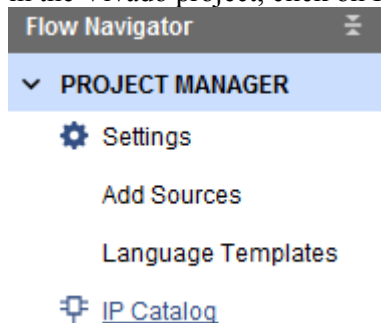 Flow Navigator
PROJECT MANAGER
Settings
Add Sources
Language Templates
IP Catalog